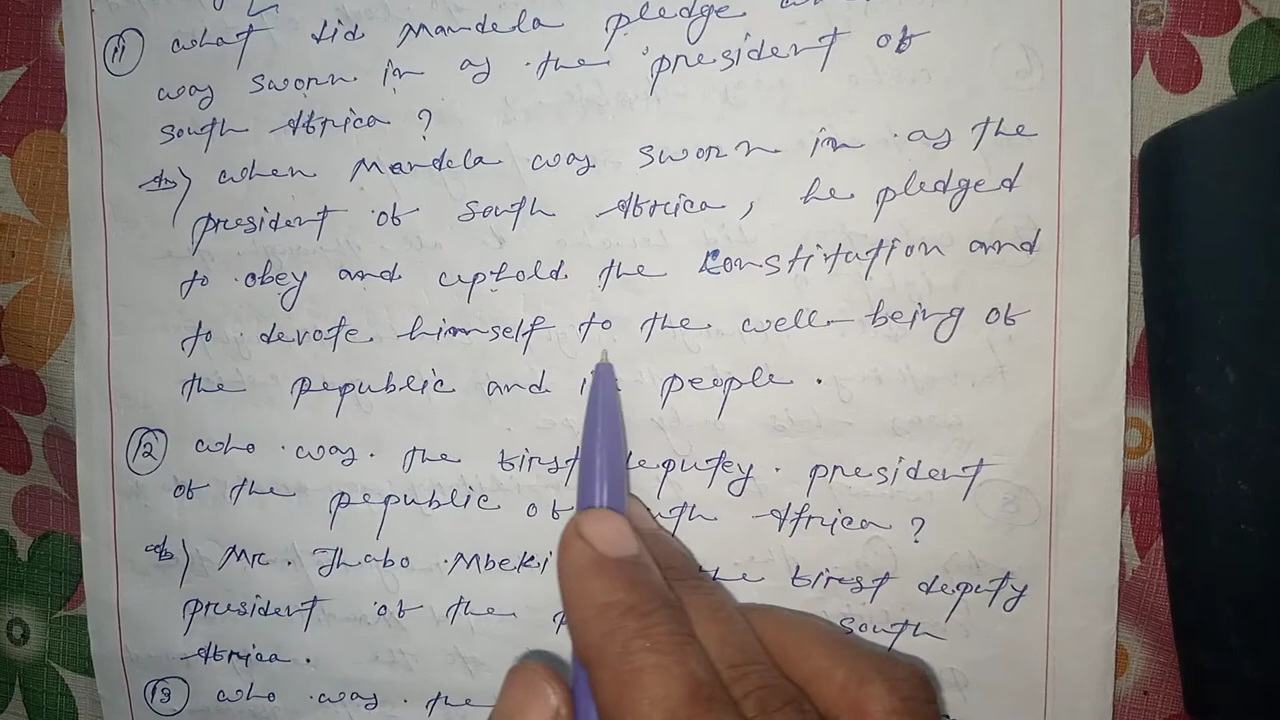 11 what did Mandela pledge
was sworn in as the president of
South Africa ?
Ans) when Mandela was sworn in as the
president of South Africa, he pledged
to obey and uphold the Constitution and
to devote himself to the well-being of
the Republic and people.
12 who was the first deputey president
of the Republic of Africa ?
Mr. Thabo Mbeki the first deputy
president of the South
Africa.
13 who was the